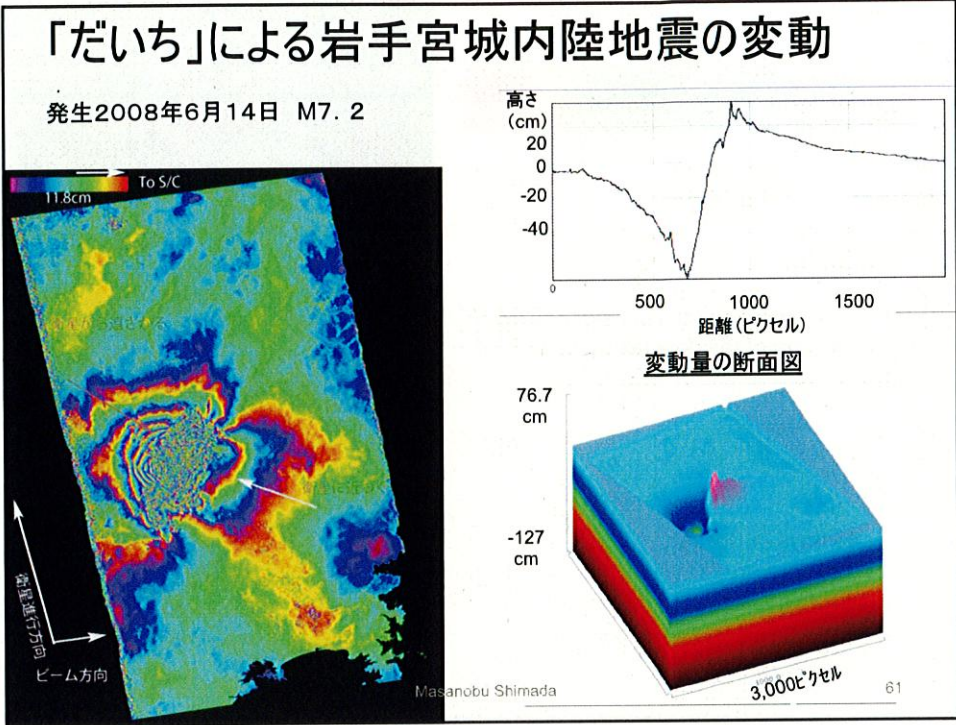 「だいち」による岩手宮城内陸地震の変動
発生2008年6月14日 M7.2
To S/C
11.8cm
衛星進行方向
ビーム方向
高さ
(cm)
20
0
-20
-40
0
500
1000
1500
距離(ピクセル)
変動量の断面図
76.7
cm
-127
cm
3,000ピクセル
Masanobu Shimada
61